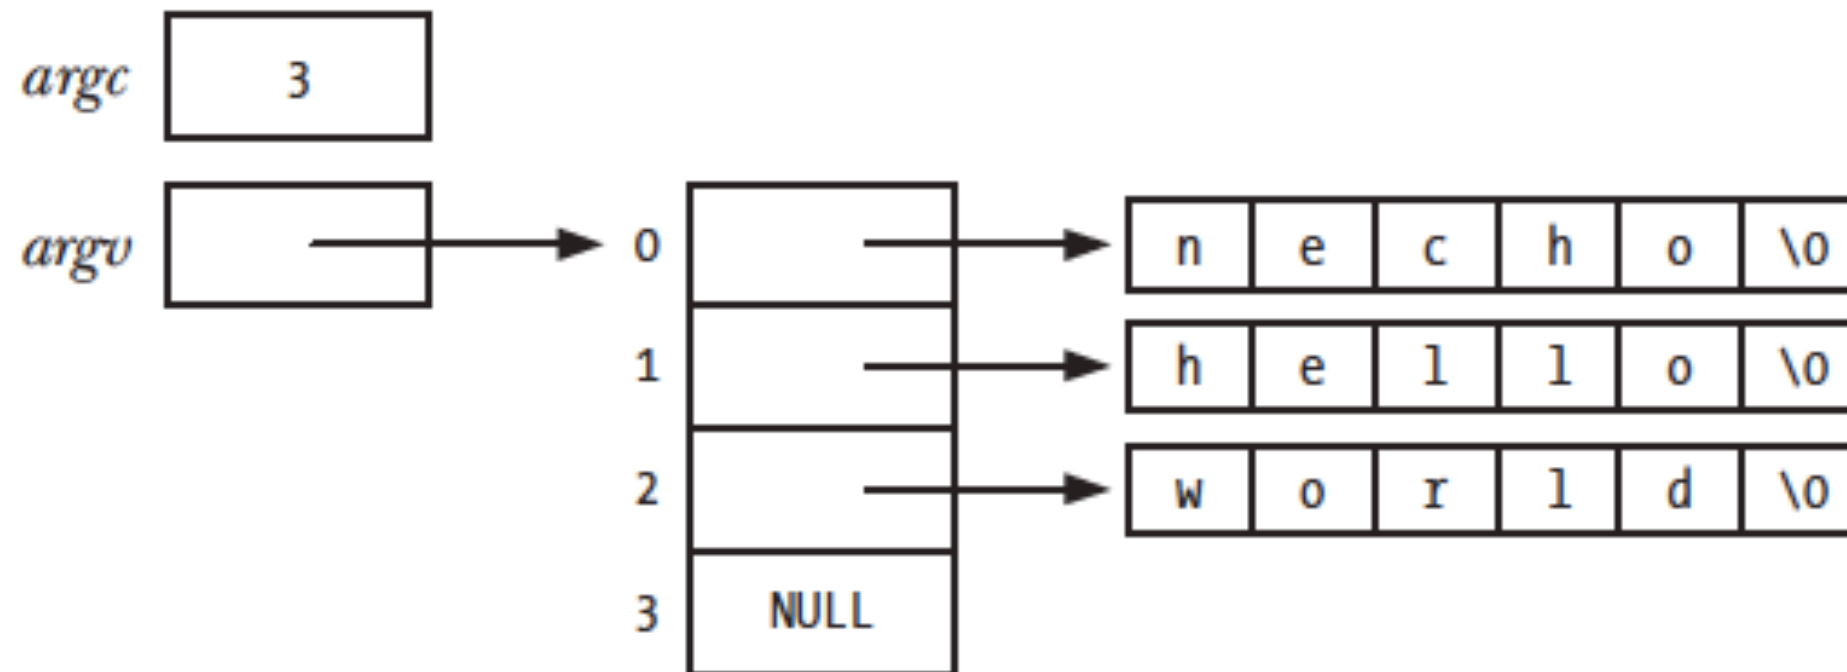 argc 3
argv 0 n e c h o \0
1 h e l l o \0
2 w o r l d \0
3 NULL